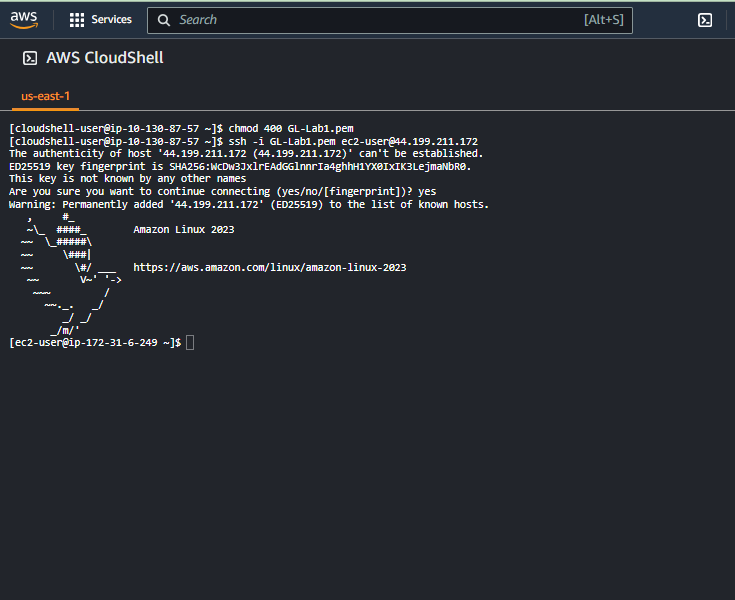 aws
Services
Search
[Alt+S]
AWS CloudShell
us-east-1
[cloudshell-user@ip-10-130-87-57 ~]$ chmod 400 GL-Lab1.pem
[cloudshell-user@ip-10-130-87-57 ~]$ ssh -i GL-Lab1.pem ec2-user@44.199.211.172
The authenticity of host '44.199.211.172 (44.199.211.172)' can't be established.
ED25519 key fingerprint is SHA256:WcDw3JxlrEAdGGlnnrIa4ghhH1YX0IxIK3LejmaNbR0.
This key is not known by any other names
Are you sure you want to continue connecting (yes/no/[fingerprint])? yes
Warning: Permanently added '44.199.211.172' (ED25519) to the list of known hosts.
   ,     #_
   ~\_  ####_        Amazon Linux 2023
  ~~  \_#####\
  ~~     \###|
  ~~       \#/ ___   https://aws.amazon.com/linux/amazon-linux-2023
   ~~       V~' '->
    ~~~         /
      ~~._.   _/
         _/ _/
       _/m/'
[ec2-user@ip-172-31-6-249 ~]$